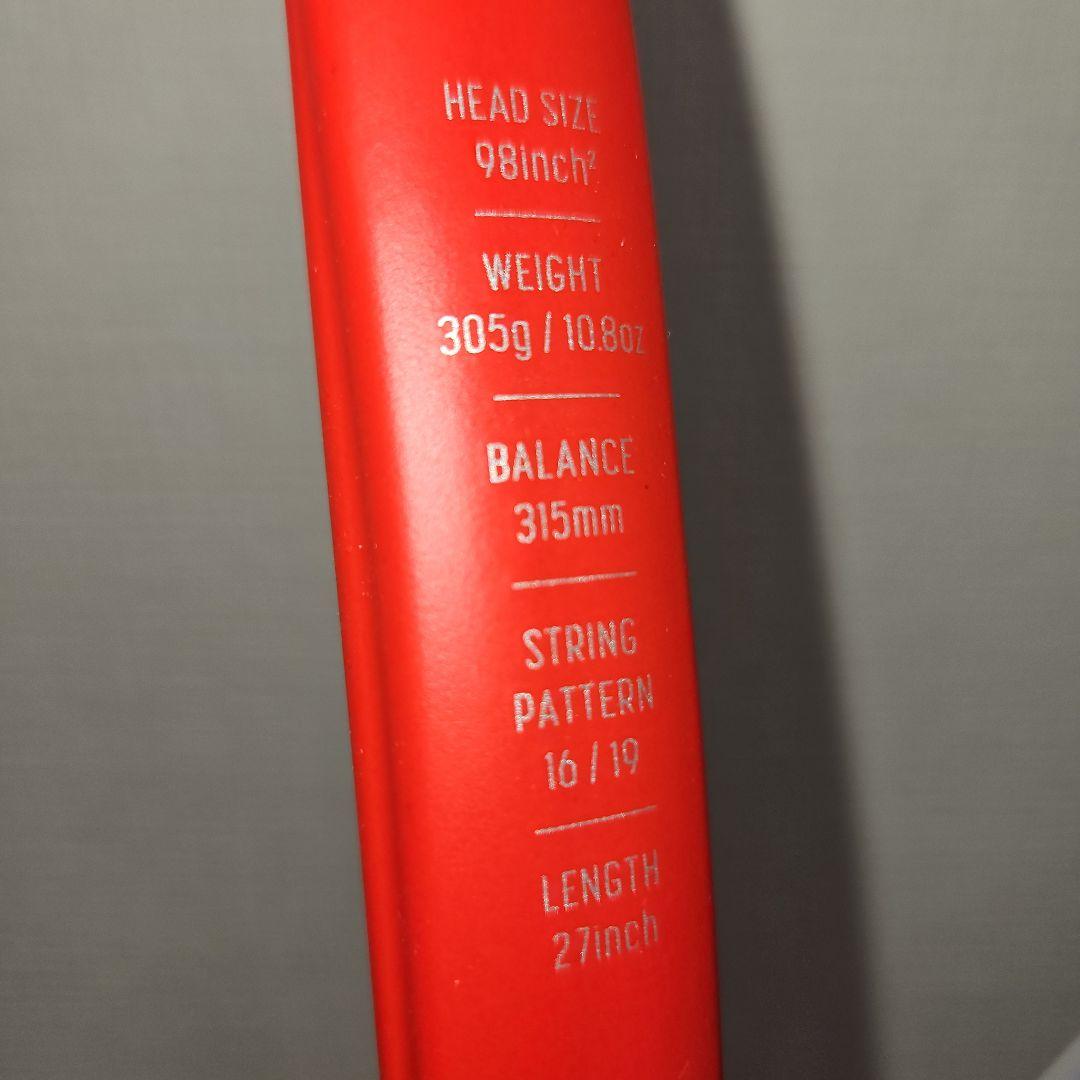 HEAD SIZE
98inch²
WEIGHT
305g / 10.8oz
BALANCE
315mm
STRING
PATTERN
16 / 19
LENGTH
27inch